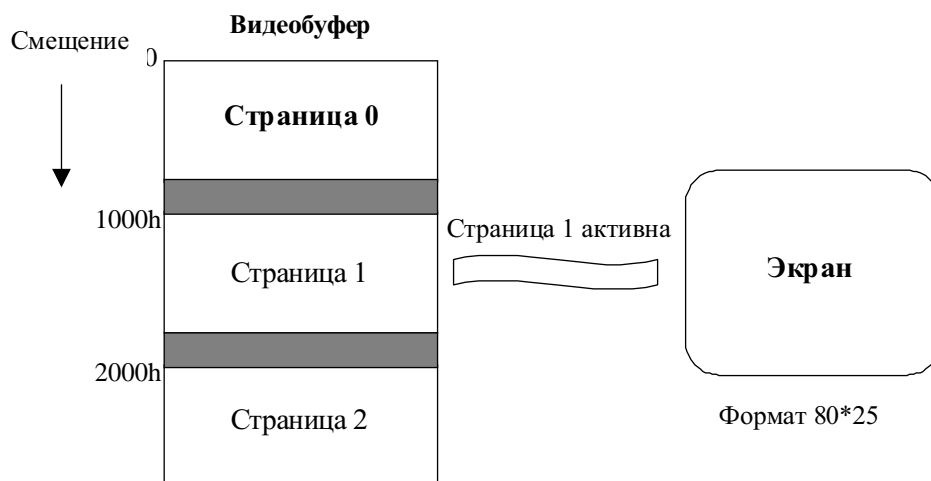 Видеобуфер
Смещение
0
Страница 0
1000h
Страница 1 активна
Страница 1
Экран
2000h
Страница 2
Формат 80*25